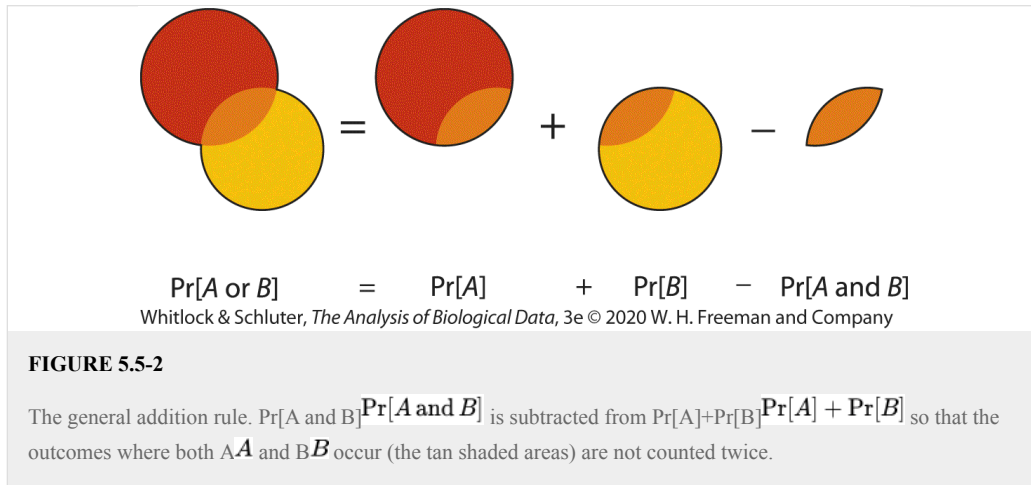 = + −
Pr[A or B] = Pr[A] + Pr[B] − Pr[A and B]
Whitlock & Schluter, The Analysis of Biological Data, 3e © 2020 W. H. Freeman and Company
FIGURE 5.5-2
The general addition rule. Pr[A and B]Pr[A and B] is subtracted from Pr[A]+Pr[B]Pr[A] + Pr[B] so that the
outcomes where both AA and BB occur (the tan shaded areas) are not counted twice.